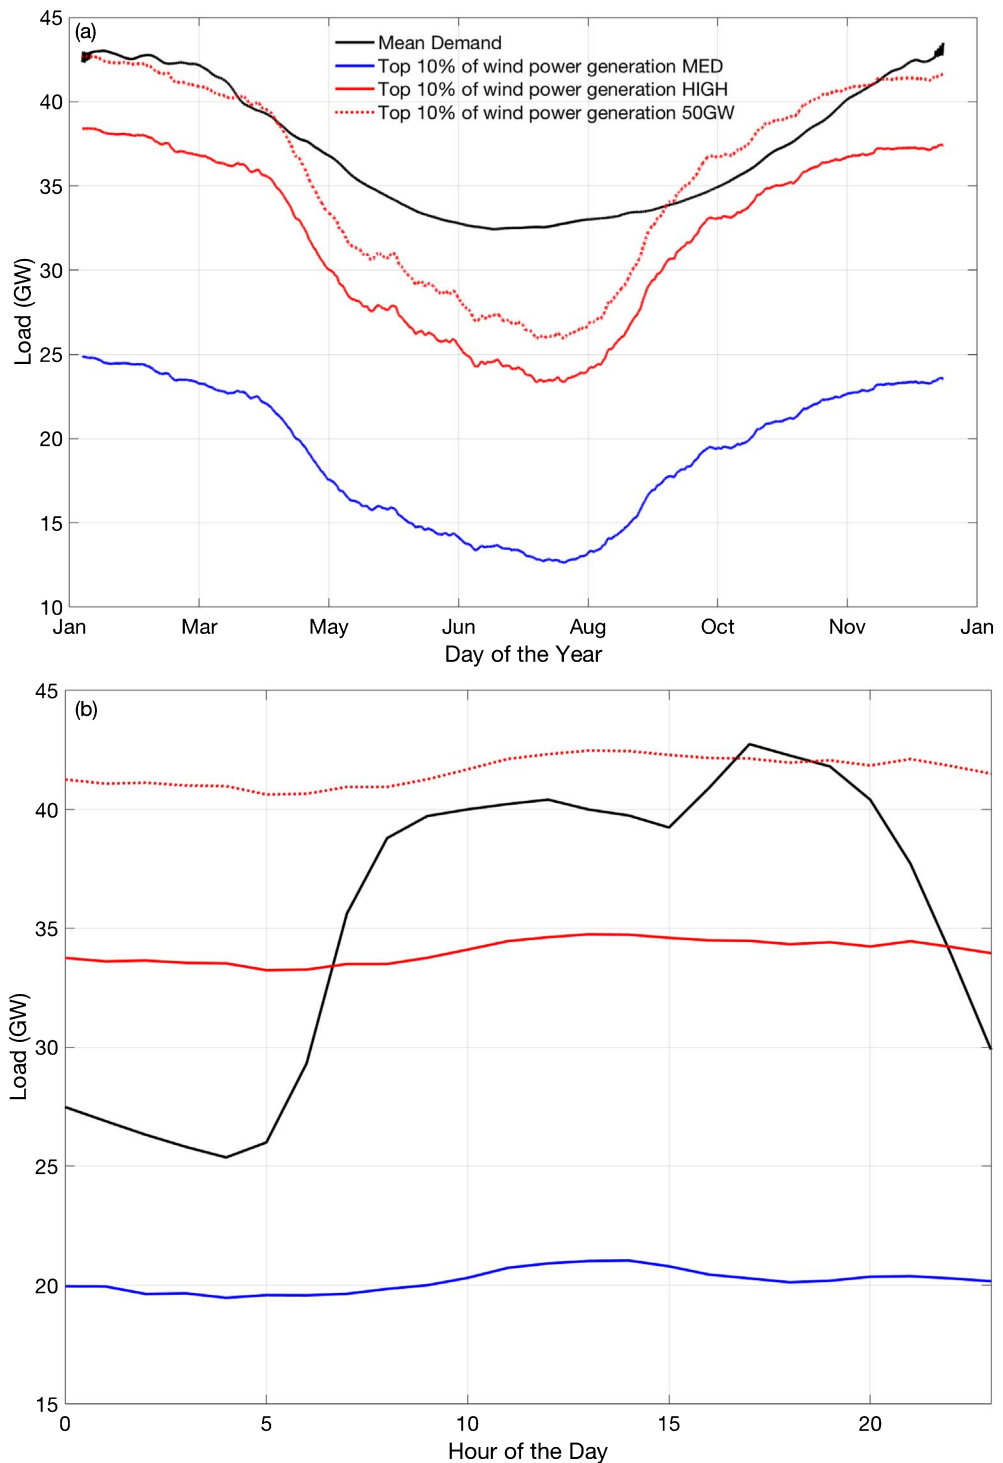 (a)
Mean Demand
Top 10% of wind power generation MED
Top 10% of wind power generation HIGH
Top 10% of wind power generation 50GW
45
40
35
30
25
20
15
10
Load (GW)
Jan Mar May Jun Aug Oct Nov Jan
Day of the Year
(b)
45
40
35
30
25
20
15
Load (GW)
0 5 10 15 20
Hour of the Day